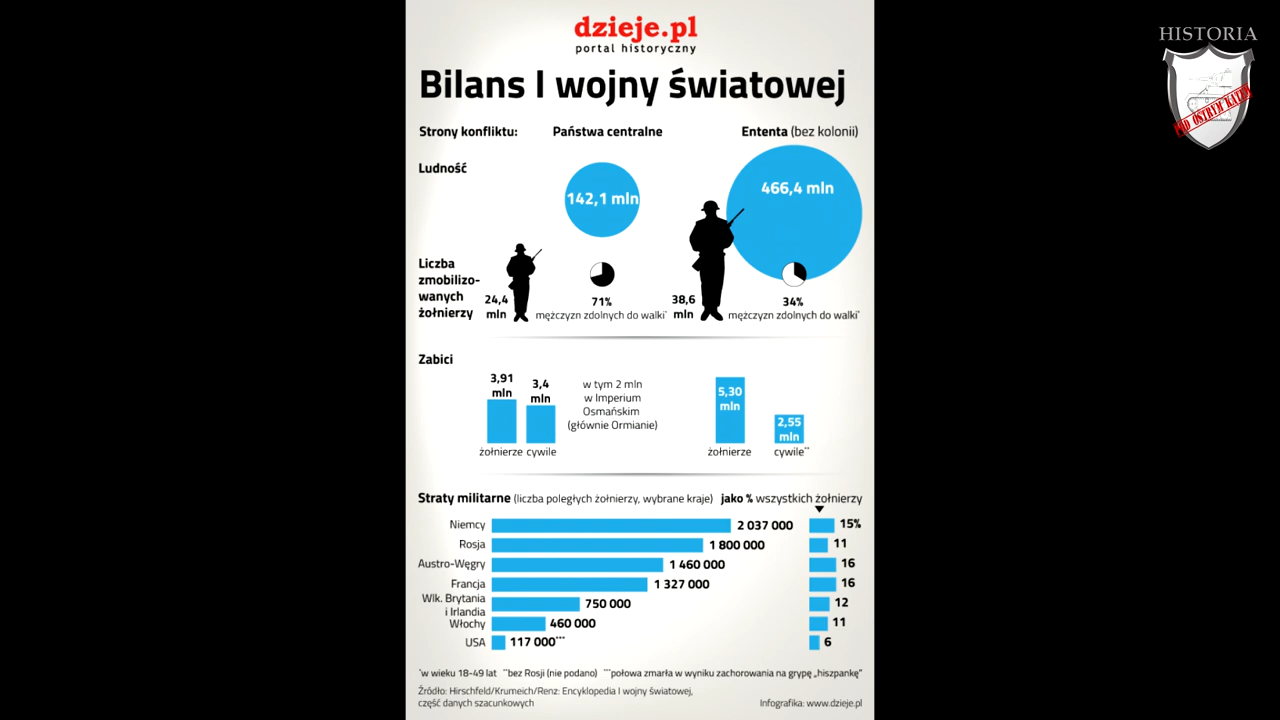 dzieje.pl
portal historyczny
HISTORIA
POD OSTRYM KĄTEM
Bilans I wojny światowej
Strony konfliktu: Państwa centralne Ententa (bez kolonii)
Ludność
142,1 mln 466,4 mln
Liczba
zmobilizo-
wanych
żołnierzy
24,4
mln
71%
mężczyzn zdolnych do walki*
38,6
mln
34%
mężczyzn zdolnych do walki*
Zabici
3,91
mln
3,4
mln
żołnierze cywile
w tym 2 mln
w Imperium
Osmańskim
(głównie Ormianie)
5,30
mln
2,55
mln
żołnierze cywile**
Straty militarne (liczba poległych żołnierzy, wybrane kraje) jako % wszystkich żołnierzy
Niemcy 2 037 000 15%
Rosja 1 800 000 11
Austro-Węgry 1 460 000 16
Francja 1 327 000 16
Wlk. Brytania
i Irlandia 750 000 12
Włochy 460 000 11
USA 117 000*** 6
*w wieku 18-49 lat **bez Rosji (nie podano) ***połowa zmarła w wyniku zachorowania na grypę „hiszpankę”
Źródło: Hirschfeld/Krumeich/Renz: Encyklopedia I wojny światowej,
część danych szacunkowych
Infografika: www.dzieje.pl